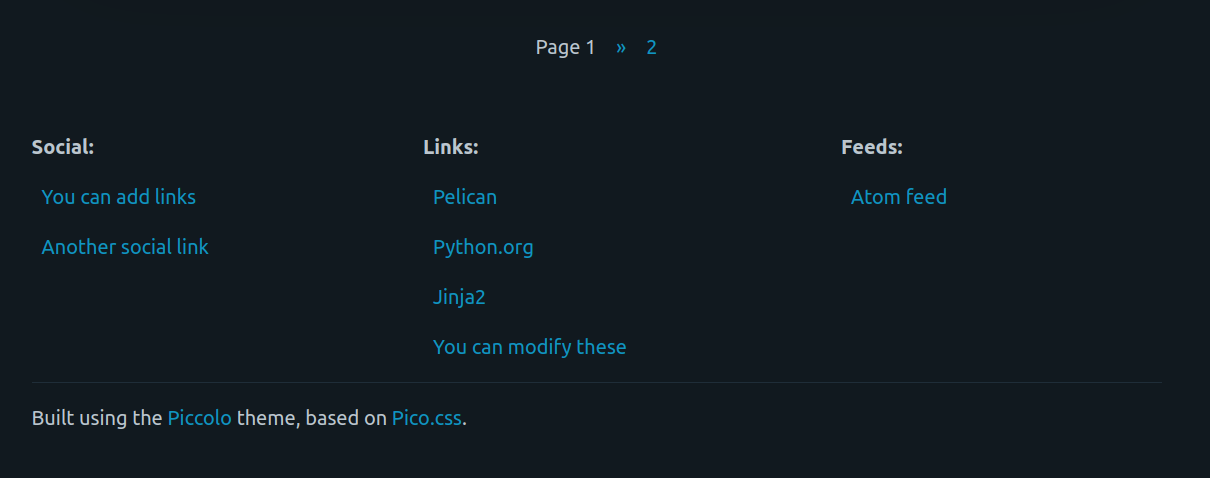 Page 1 » 2
Social:
You can add links
Another social link
Links:
Pelican
Python.org
Jinja2
You can modify these
Feeds:
Atom feed
Built using the Piccolo theme, based on Pico.css.